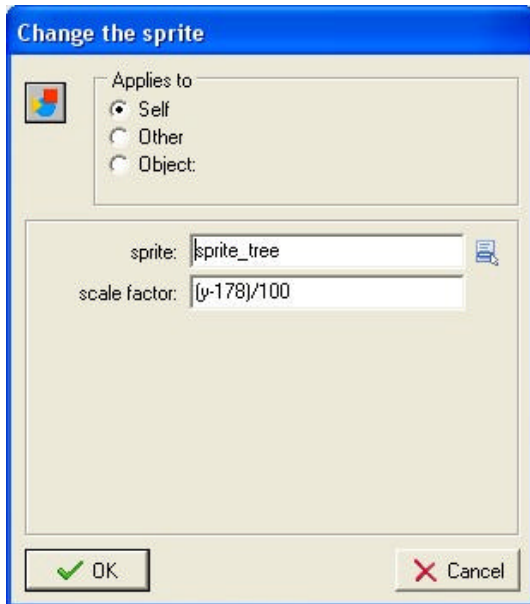 Change the sprite
Applies to
Self
Other
Object:
sprite: sprite_tree
scale factor: (y-178)/100
OK
Cancel